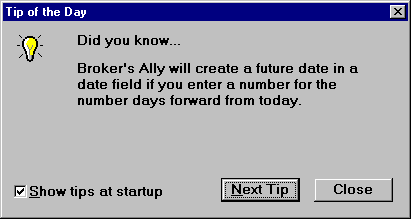 Tip of the Day
Did you know...
Broker's Ally will create a future date in a
date field if you enter a number for the
number days forward from today.
Show tips at startup
Next Tip
Close